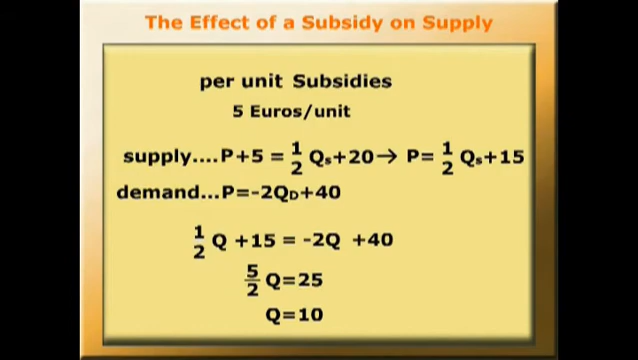 The Effect of a Subsidy on Supply
per unit Subsidies
5 Euros/unit
supply....P+5 = 1/2 Qs+20→ P= 1/2 Qs+15
demand...P=-2QD+40
1/2 Q +15 = -2Q +40
5/2 Q=25
Q=10